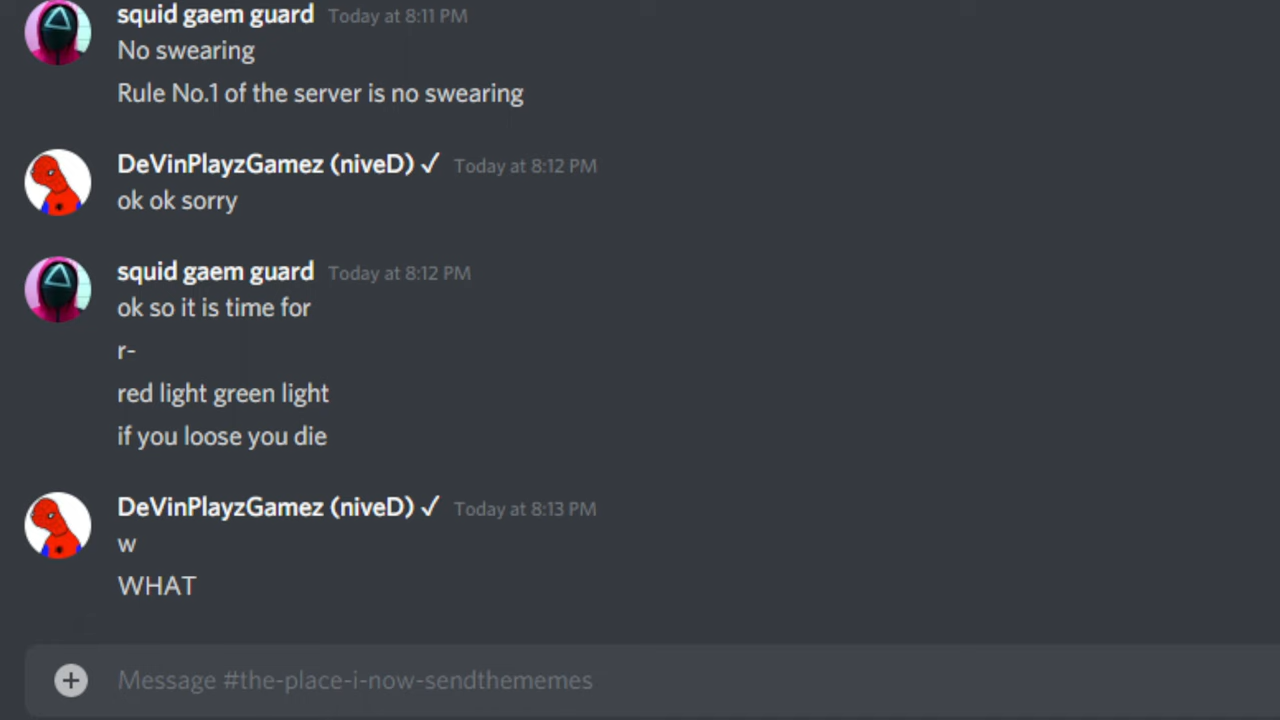 squid gaem guard Today at 8:11 PM
No swearing
Rule No.1 of the server is no swearing
DeVinPlayzGamez (niveD) ✓ Today at 8:12 PM
ok ok sorry
squid gaem guard Today at 8:12 PM
ok so it is time for
r-
red light green light
if you loose you die
DeVinPlayzGamez (niveD) ✓ Today at 8:13 PM
w
WHAT
Message #the-place-i-now-sendthememes